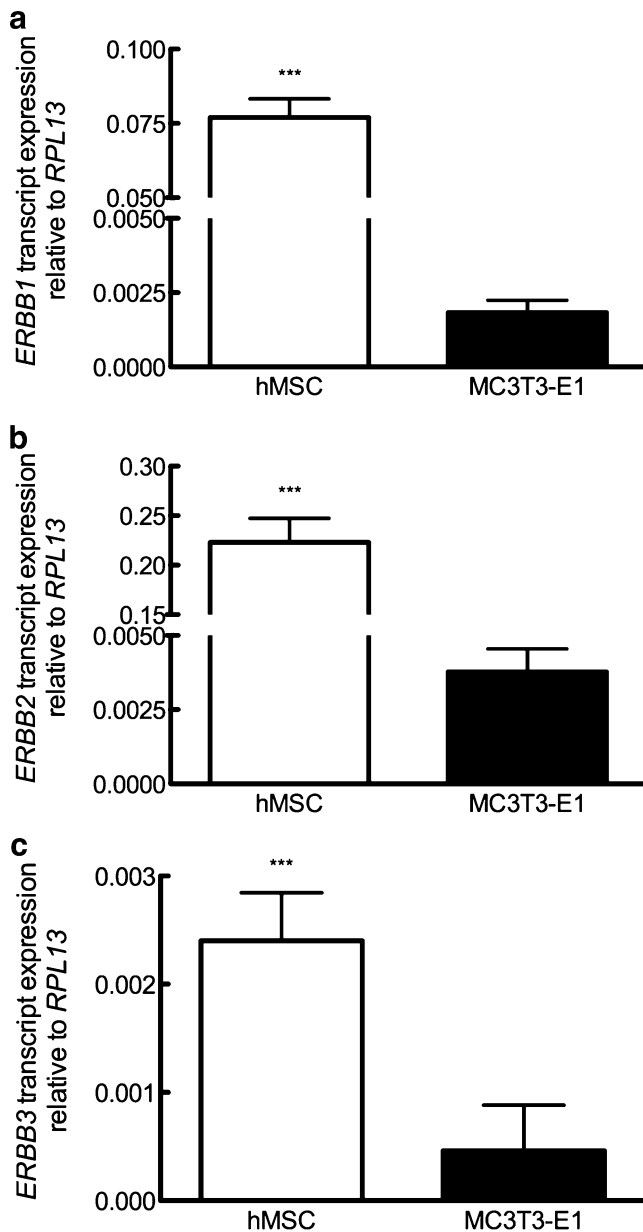 a
ERBB1 transcript expression
relative to RPL13
0.100
***
0.075
0.050
0.0050
0.0025
0.0000
hMSC MC3T3-E1
b
ERBB2 transcript expression
relative to RPL13
0.30
***
0.25
0.20
0.15
0.0050
0.0025
0.0000
hMSC MC3T3-E1
c
ERBB3 transcript expression
relative to RPL13
***
0.003
0.002
0.001
0.000
hMSC MC3T3-E1